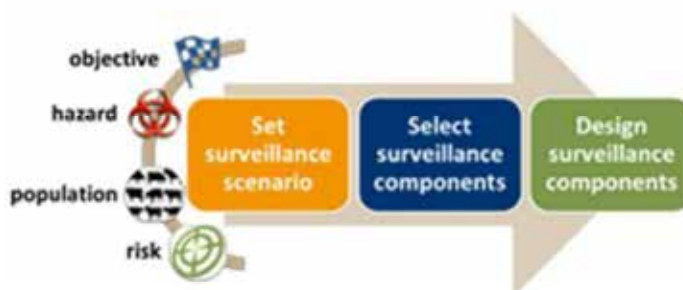 objective
hazard
population
risk
Set
surveillance
scenario
Select
surveillance
components
Design
surveillance
components